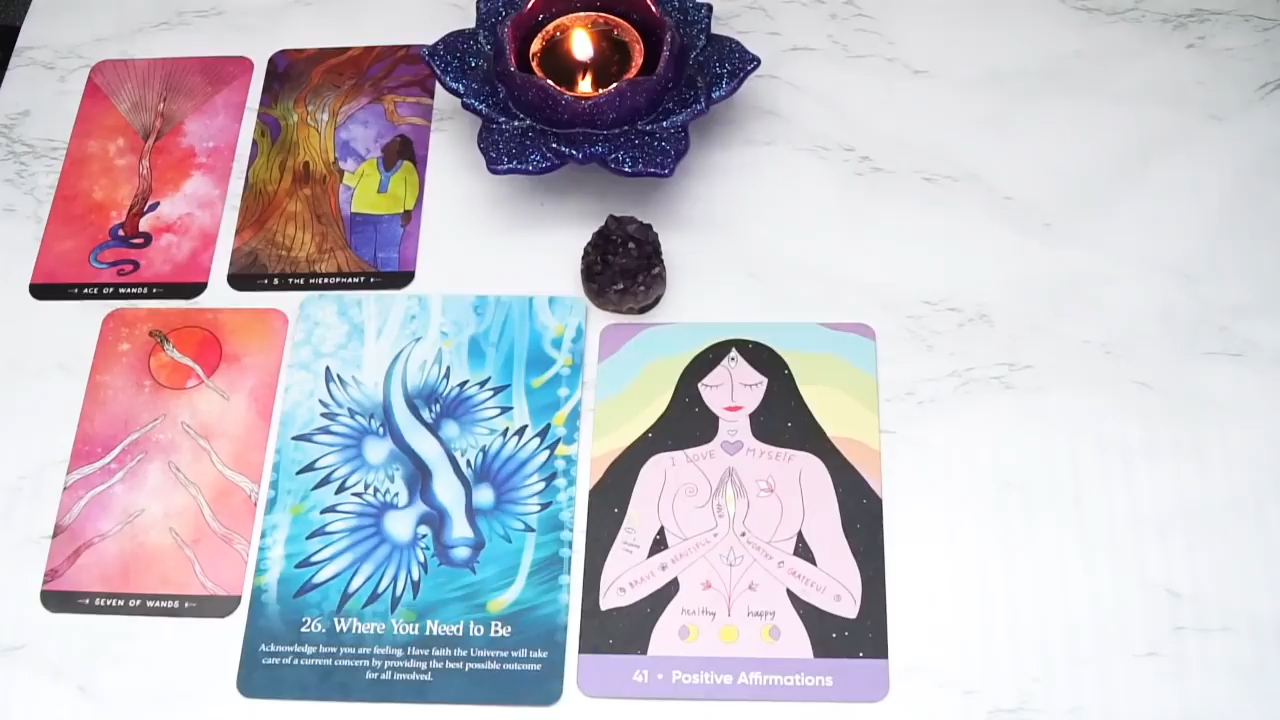 ACE OF WANDS
5 · THE HIEROPHANT
SEVEN OF WANDS
26. Where You Need to Be
Acknowledge how you are feeling. Have faith the Universe will take
care of a current concern by providing the best possible outcome
for all involved.
I LOVE MYSELF
BRAVE
BEAUTIFUL
WORTHY
GRATEFUL
healthy
happy
41 • Positive Affirmations